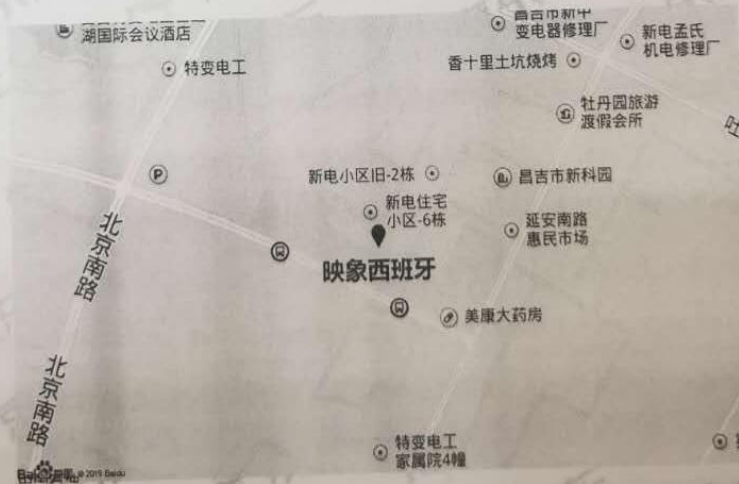 湖国际会议酒店
特变电工
昌吉市新中
变电器修理厂
新电孟氏
机电修理厂
香十里土坑烧烤
牡丹园旅游
渡假会所
吐
P
新电小区旧-2栋
昌吉市新科园
新电住宅
小区-6栋
延安南路
惠民市场
北京南路
映象西班牙
美康大药房
北京南路
特变电工
家属院4幢
© 2019 Baidu